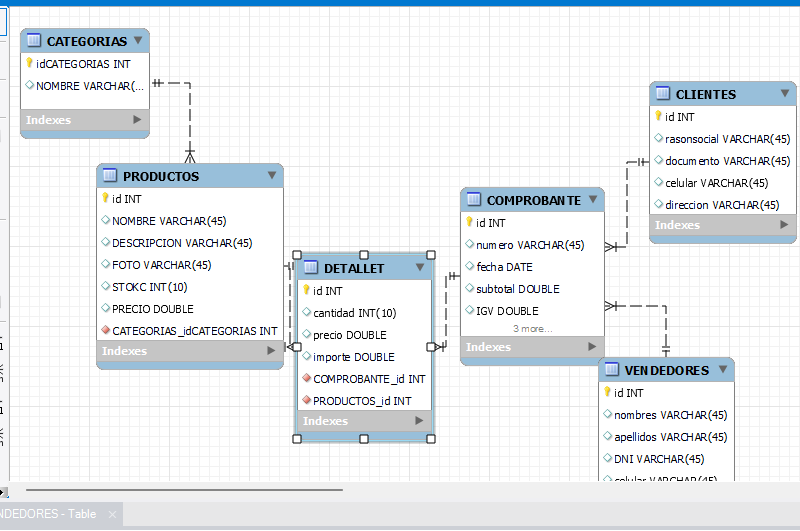 CATEGORIAS
idCATEGORIAS INT
NOMBRE VARCHAR(...
Indexes
PRODUCTOS
id INT
NOMBRE VARCHAR(45)
DESCRIPCION VARCHAR(45)
FOTO VARCHAR(45)
STOKC INT(10)
PRECIO DOUBLE
CATEGORIAS_idCATEGORIAS INT
Indexes
DETALLET
id INT
cantidad INT(10)
precio DOUBLE
importe DOUBLE
COMPROBANTE_id INT
PRODUCTOS_id INT
Indexes
COMPROBANTE
id INT
numero VARCHAR(45)
fecha DATE
subtotal DOUBLE
IGV DOUBLE
3 more...
Indexes
CLIENTES
id INT
rasonsocial VARCHAR(45)
documento VARCHAR(45)
celular VARCHAR(45)
direccion VARCHAR(45)
Indexes
VENDEDORES
id INT
nombres VARCHAR(45)
apellidos VARCHAR(45)
DNI VARCHAR(45)
celular VARCHAR(45)
NDEDORES - Table